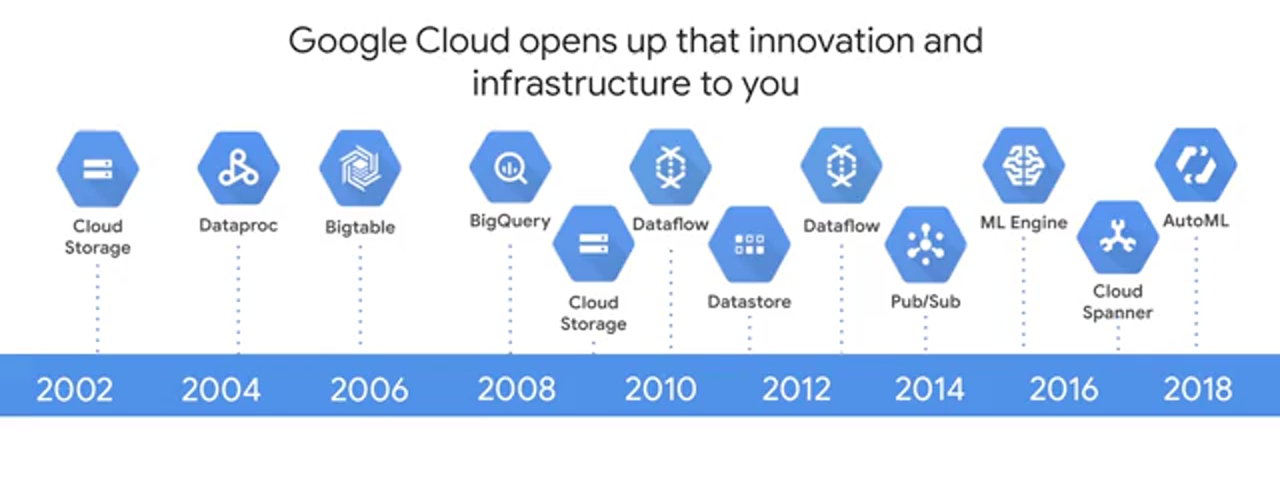 Google Cloud opens up that innovation and
infrastructure to you
Cloud
Storage
Dataproc
Bigtable
BigQuery
Cloud
Storage
Dataflow
Datastore
Dataflow
Pub/Sub
ML Engine
Cloud
Spanner
AutoML
2002 2004 2006 2008 2010 2012 2014 2016 2018